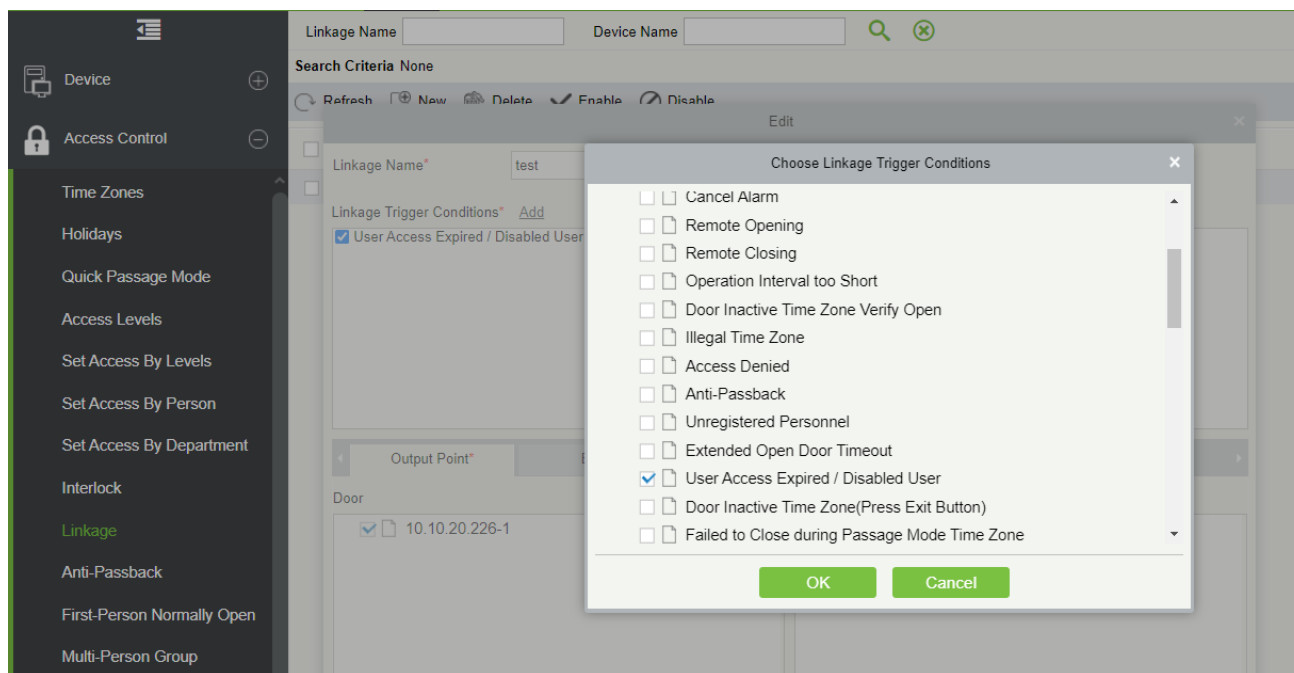 Linkage Name
Device Name
Search Criteria None
Refresh New Delete Enable Disable
Device
Access Control
Time Zones
Holidays
Quick Passage Mode
Access Levels
Set Access By Levels
Set Access By Person
Set Access By Department
Interlock
Linkage
Anti-Passback
First-Person Normally Open
Multi-Person Group
Edit
Linkage Name* test
Linkage Trigger Conditions* Add
User Access Expired / Disabled User
Output Point*
Door
10.10.20.226-1
Choose Linkage Trigger Conditions
Cancel Alarm
Remote Opening
Remote Closing
Operation Interval too Short
Door Inactive Time Zone Verify Open
Illegal Time Zone
Access Denied
Anti-Passback
Unregistered Personnel
Extended Open Door Timeout
User Access Expired / Disabled User
Door Inactive Time Zone(Press Exit Button)
Failed to Close during Passage Mode Time Zone
OK Cancel